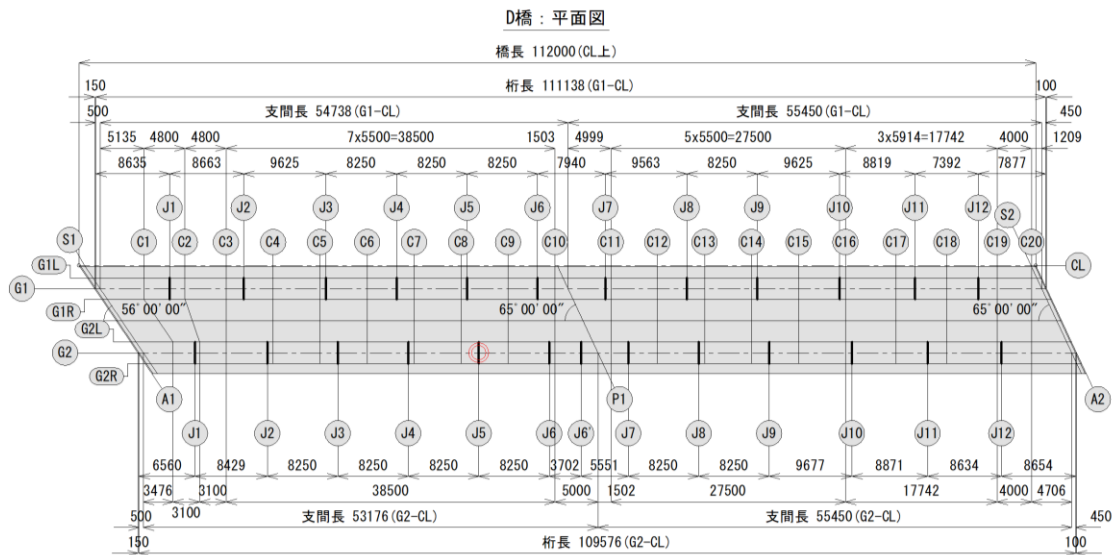 D橋：平面図
橋長 112000(CL上)
150 桁長 111138(G1-CL) 100
500 支間長 54738(G1-CL) 支間長 55450(G1-CL) 450
5135 4800 4800 7x5500=38500 1503 4999 5x5500=27500 3x5914=17742 4000 1209
8635 8663 9625 8250 8250 8250 7940 9563 8250 9625 8819 7392 7877
J1 J2 J3 J4 J5 J6 J7 J8 J9 J10 J11 J12 S2
S1 C1 C2 C3 C4 C5 C6 C7 C8 C9 C10 C11 C12 C13 C14 C15 C16 C17 C18 C19 C20
G1L CL
G1
G1R 56°00'00" 65°00'00" 65°00'00"
G2L
G2
G2R
A1 P1 A2
J1 J2 J3 J4 J5 J6 J6' J7 J8 J9 J10 J11 J12
6560 8429 8250 8250 8250 8250 3702 5551 8250 8250 9677 8871 8634 8654
3476 3100 38500 5000 1502 27500 17742 4000 4706
3100
500 支間長 53176(G2-CL) 支間長 55450(G2-CL) 450
150 桁長 109576(G2-CL) 100